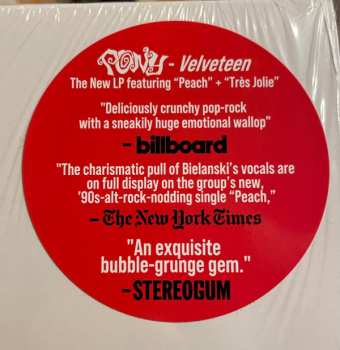 PONY - Velveteen
The New LP featuring “Peach” + “Très Jolie”
"Deliciously crunchy pop-rock
with a sneakily huge emotional wallop"
–billboard
"The charismatic pull of Bielanski's vocals are
on full display on the group's new,
'90s-alt-rock-nodding single “Peach,”
–The New York Times
"An exquisite
bubble-grunge gem."
–STEREOGUM